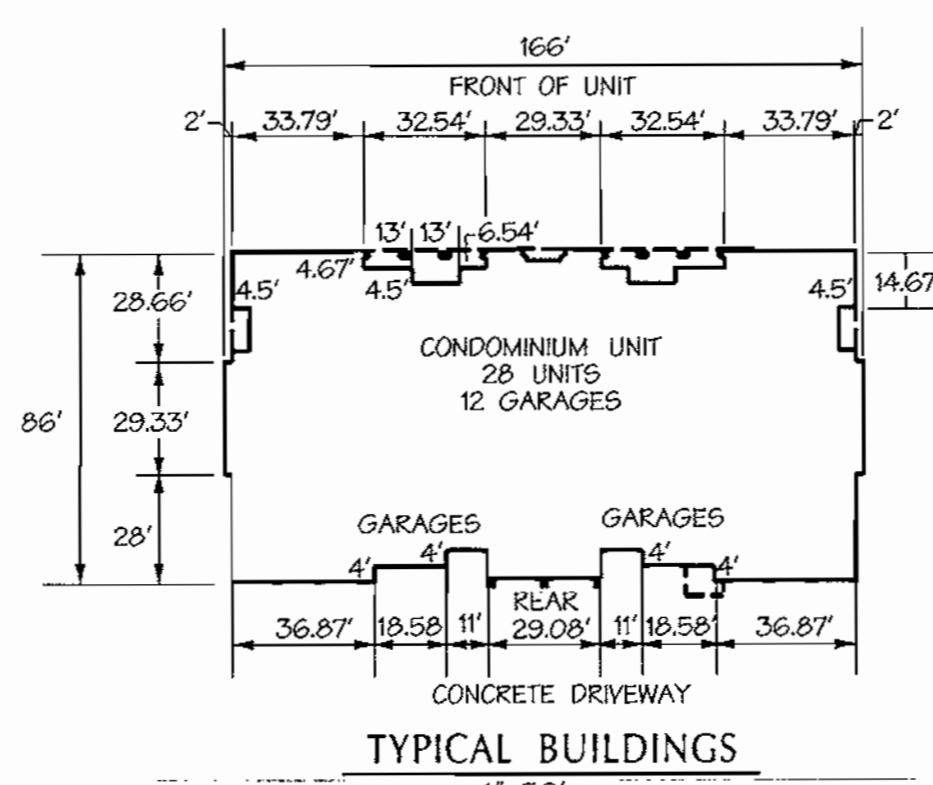 166'
FRONT OF UNIT
2' 33.79' 32.54' 29.33' 32.54' 33.79' 2'
13' 13' 6.54'
4.67'
4.5' 4.5' 4.5' 14.67
28.66'
CONDOMINIUM UNIT
28 UNITS
12 GARAGES
86'
29.33'
GARAGES GARAGES
28'
4' 4' 4' 4'
REAR
36.87' 18.58 11' 29.08' 11' 18.58' 36.87'
CONCRETE DRIVEWAY
TYPICAL BUILDINGS